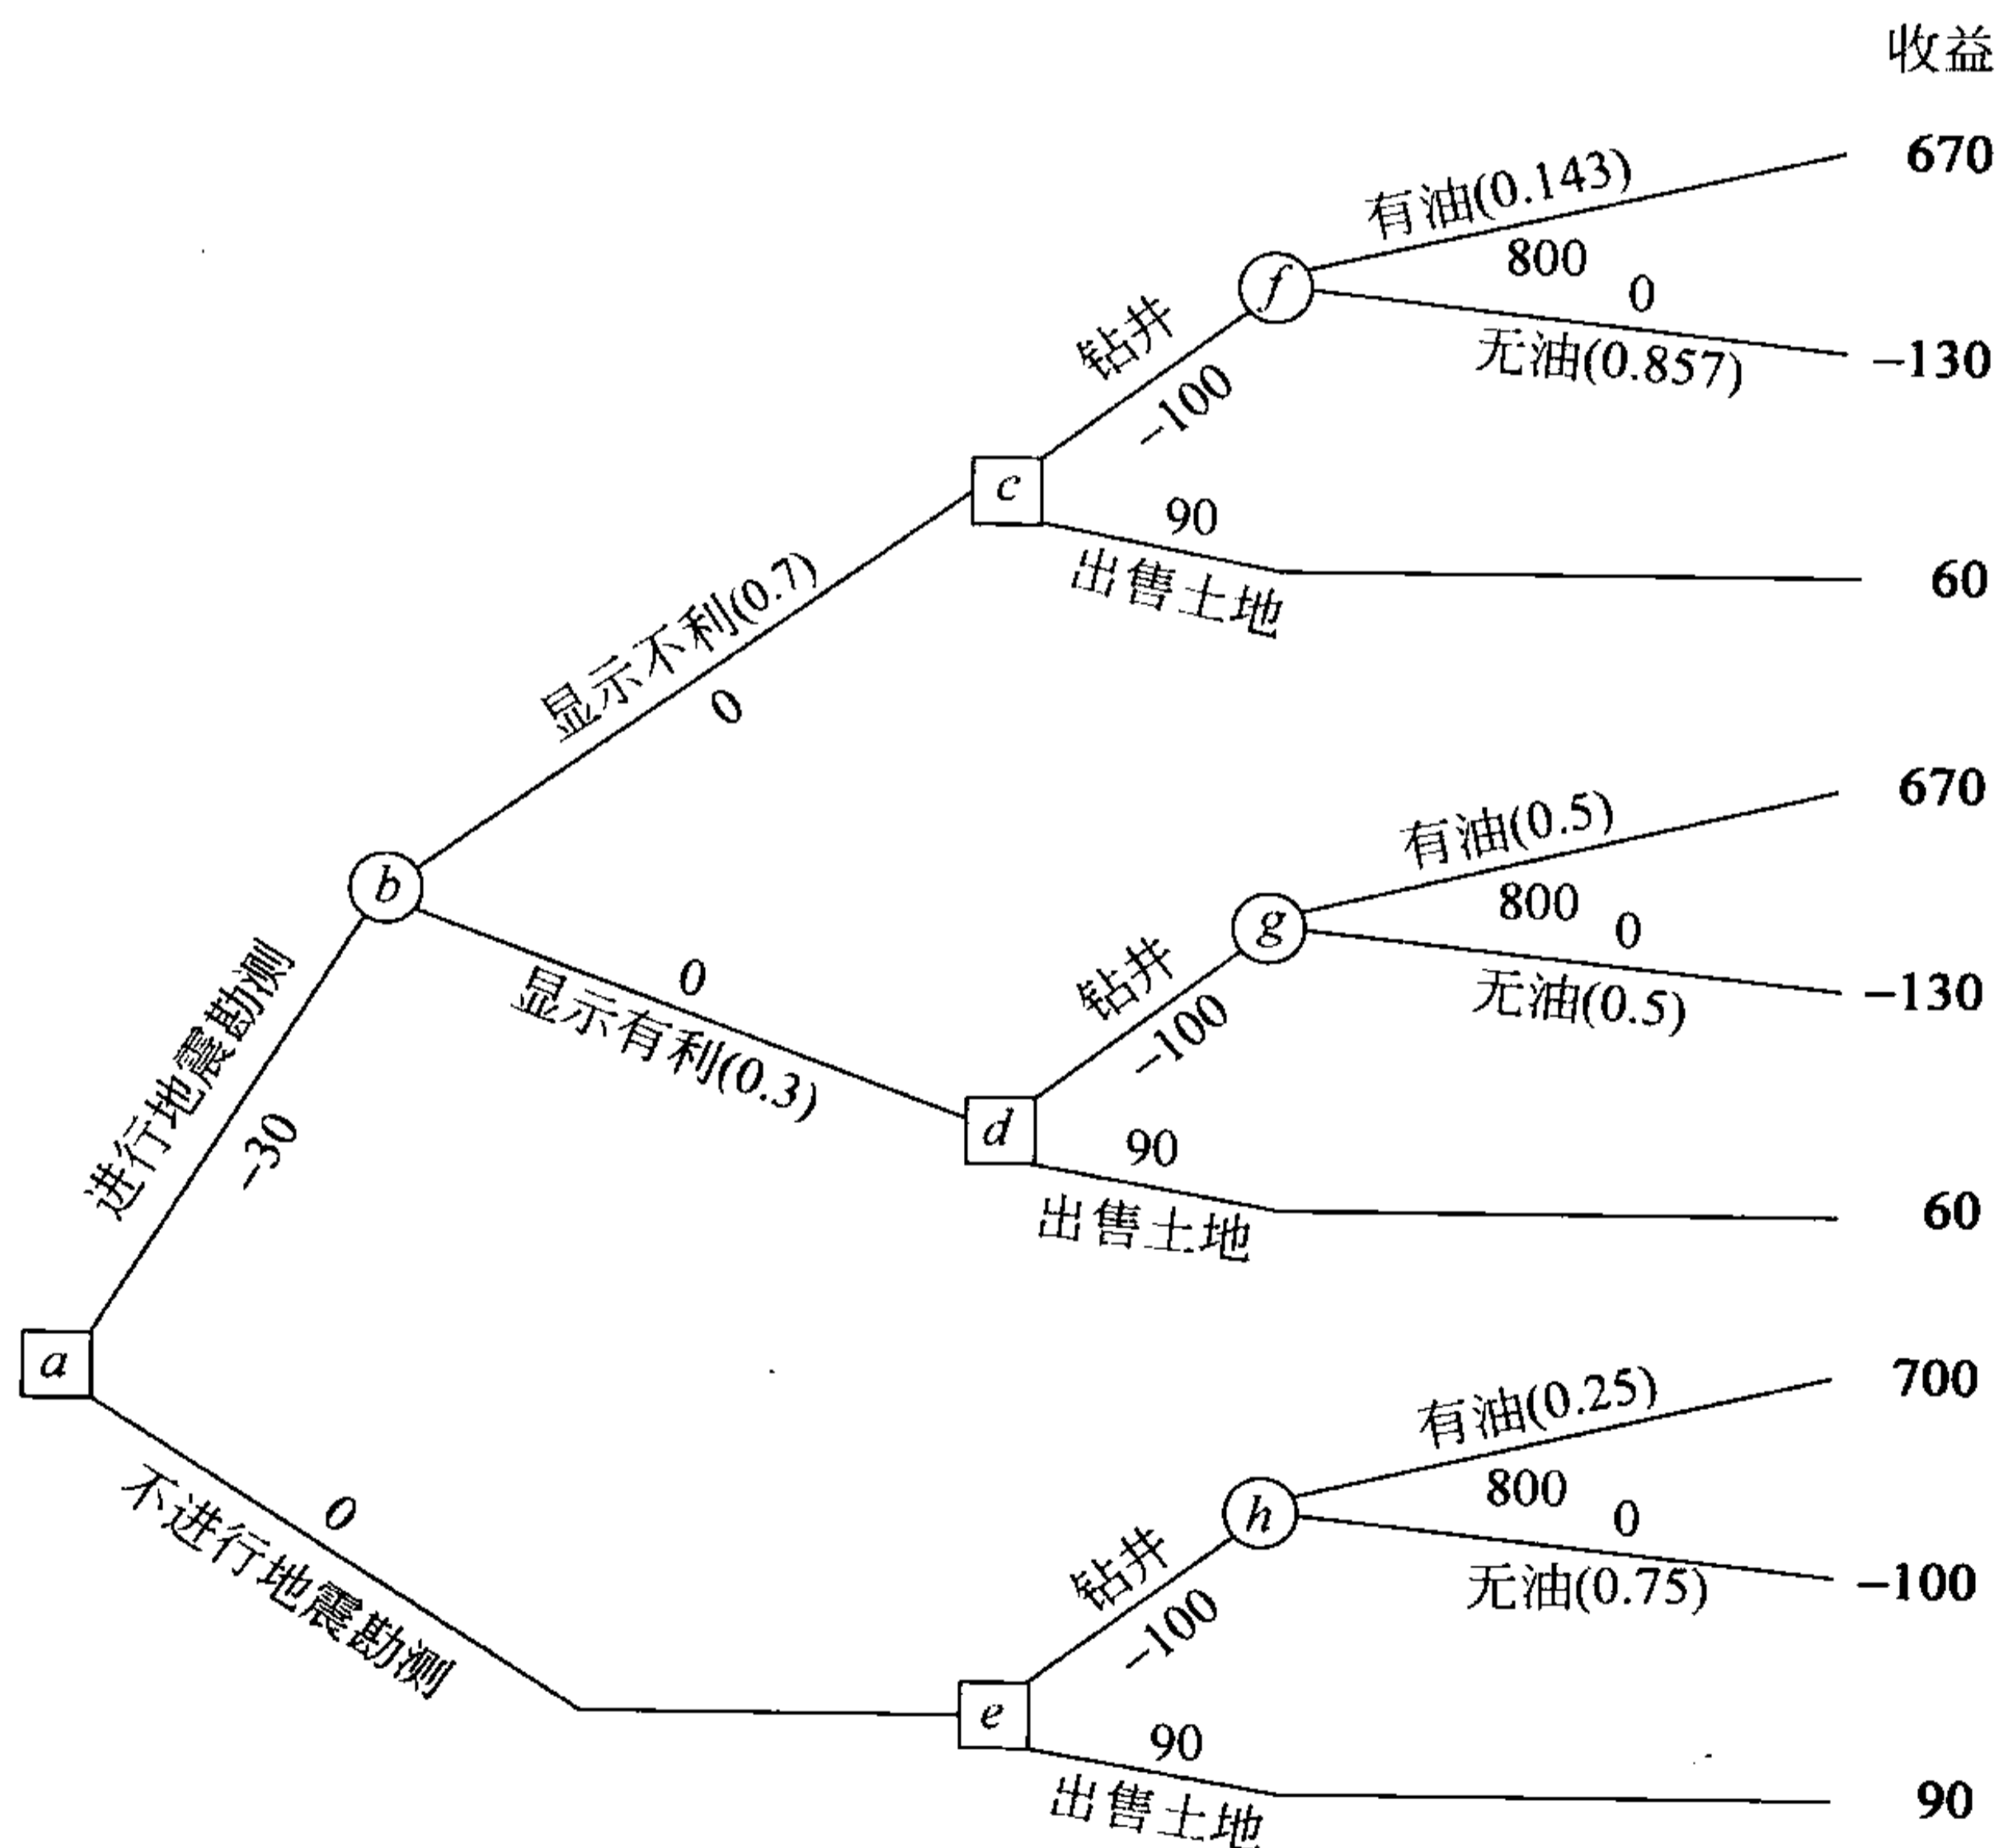 收益
670
有油(0.143)
800
f
0
无油(0.857)
-130
钻井
-100
c
90
出售土地
60
显示不利(0.7)
0
670
有油(0.5)
800
b
g
0
无油(0.5)
-130
钻井
-100
0
显示有利(0.3)
d
90
出售土地
60
进行地震勘测
-30
a
700
有油(0.25)
800
h
0
无油(0.75)
-100
钻井
-100
0
不进行地震勘测
e
90
出售土地
90